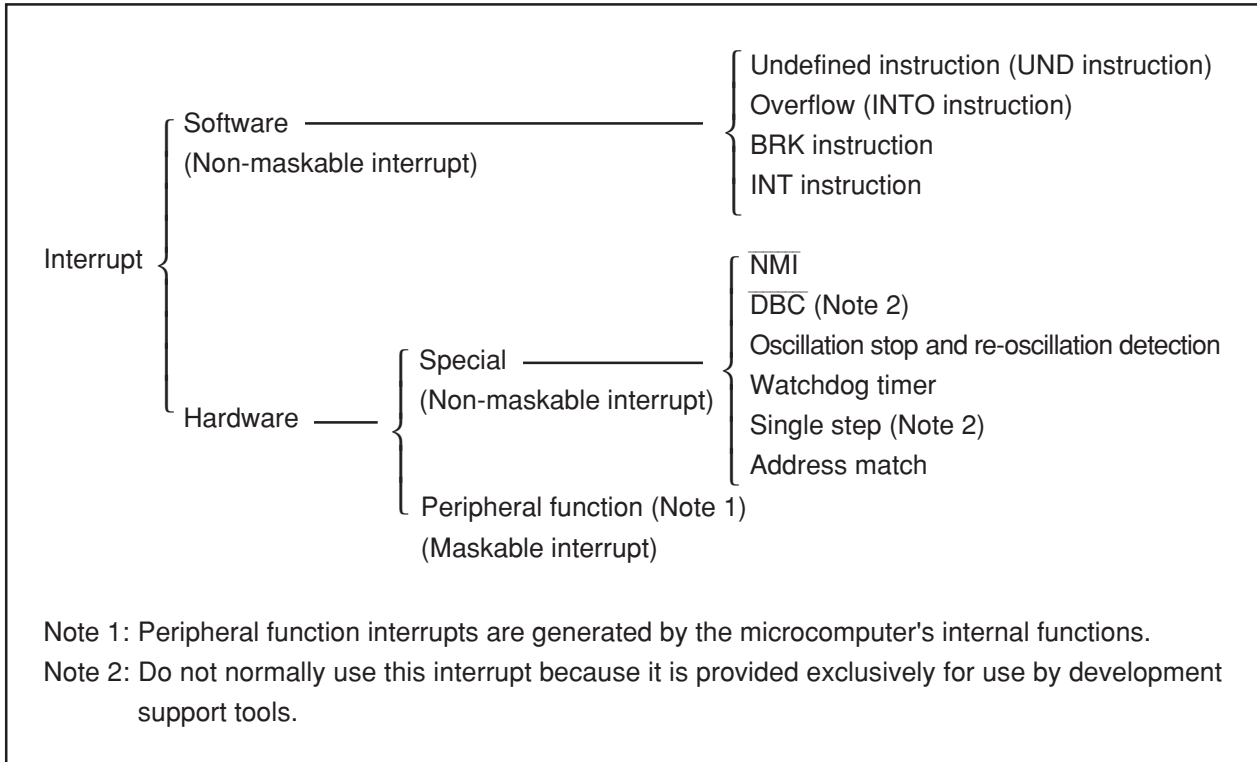 Undefined instruction (UND instruction)
Overflow (INTO instruction)
BRK instruction
INT instruction
Software
(Non-maskable interrupt)
Interrupt
NMI
DBC (Note 2)
Oscillation stop and re-oscillation detection
Watchdog timer
Single step (Note 2)
Address match
Special
(Non-maskable interrupt)
Hardware
Peripheral function (Note 1)
(Maskable interrupt)
Note 1: Peripheral function interrupts are generated by the microcomputer's internal functions.
Note 2: Do not normally use this interrupt because it is provided exclusively for use by development
support tools.